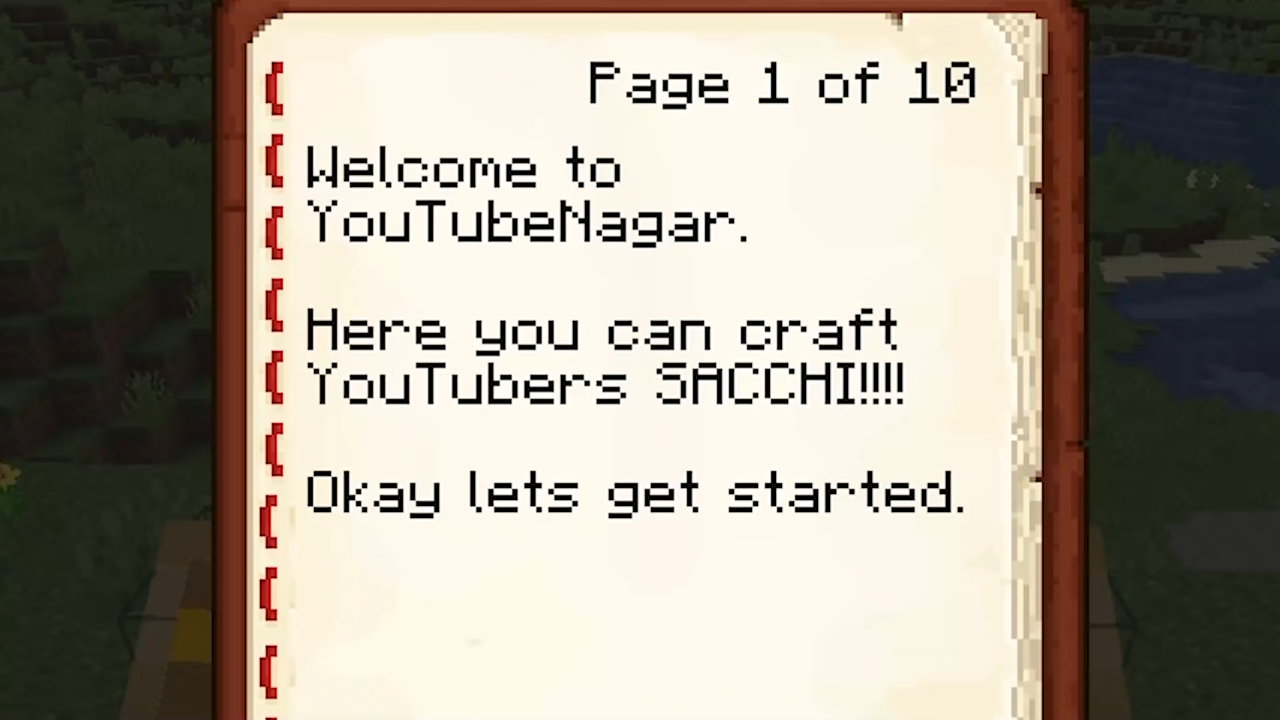 Page 1 of 10
Welcome to
YouTubeNagar.
Here you can craft
YouTubers SACCHI!!!!
Okay lets get started.